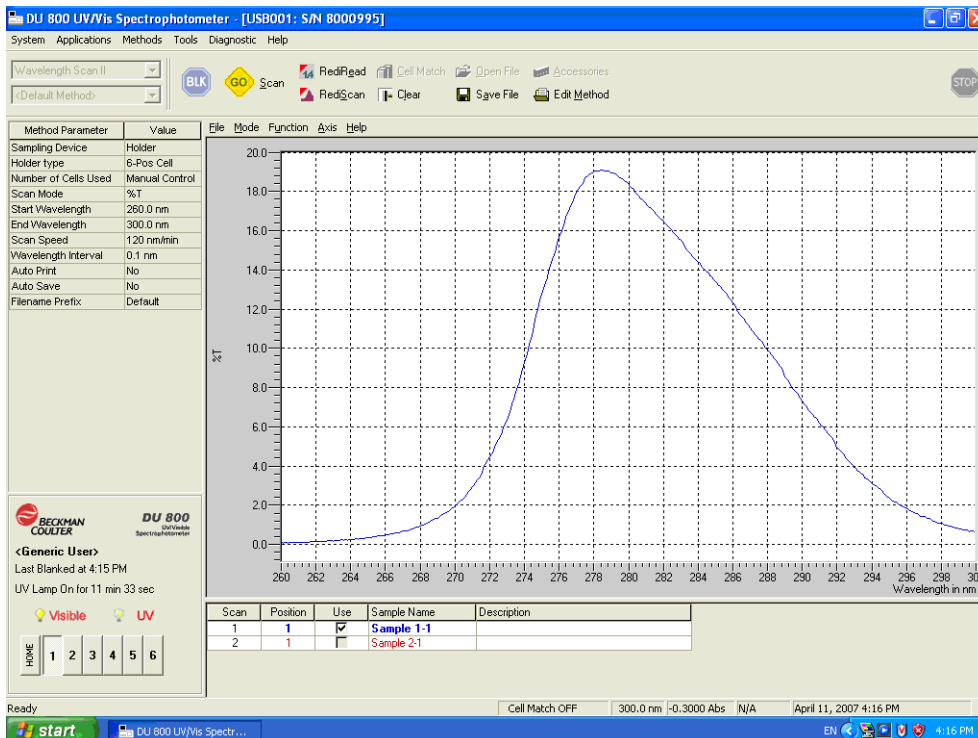 DU 800 UV/Vis Spectrophotometer - [USB001: S/N 8000995]
System Applications Methods Tools Diagnostic Help
Wavelength Scan II
<Default Method>
BLK
GO
Scan
RediRead Cell Match Open File Accessories
RediScan Clear Save File Edit Method
STOP
Method Parameter Value
Sampling Device Holder
Holder type 6-Pos Cell
Number of Cells Used Manual Control
Scan Mode %T
Start Wavelength 260.0 nm
End Wavelength 300.0 nm
Scan Speed 120 nm/min
Wavelength Interval 0.1 nm
Auto Print No
Auto Save No
Filename Prefix Default
File Mode Function Axis Help
20.0
18.0
16.0
14.0
12.0
10.0
8.0
6.0
4.0
2.0
0.0
%T
260 262 264 266 268 270 272 274 276 278 280 282 284 286 288 290 292 294 296 298 30
Wavelength in nm
BECKMAN COULTER
DU 800
UV/Visible
Spectrophotometer
<Generic User>
Last Blanked at 4:15 PM
UV Lamp On for 11 min 33 sec
Visible UV
HOME 1 2 3 4 5 6
Scan Position Use Sample Name Description
1 1 Sample 1-1
2 1 Sample 2-1
Ready Cell Match OFF 300.0 nm -0.3000 Abs N/A April 11, 2007 4:16 PM
start DU 800 UV/Vis Spectr... EN 4:16 PM